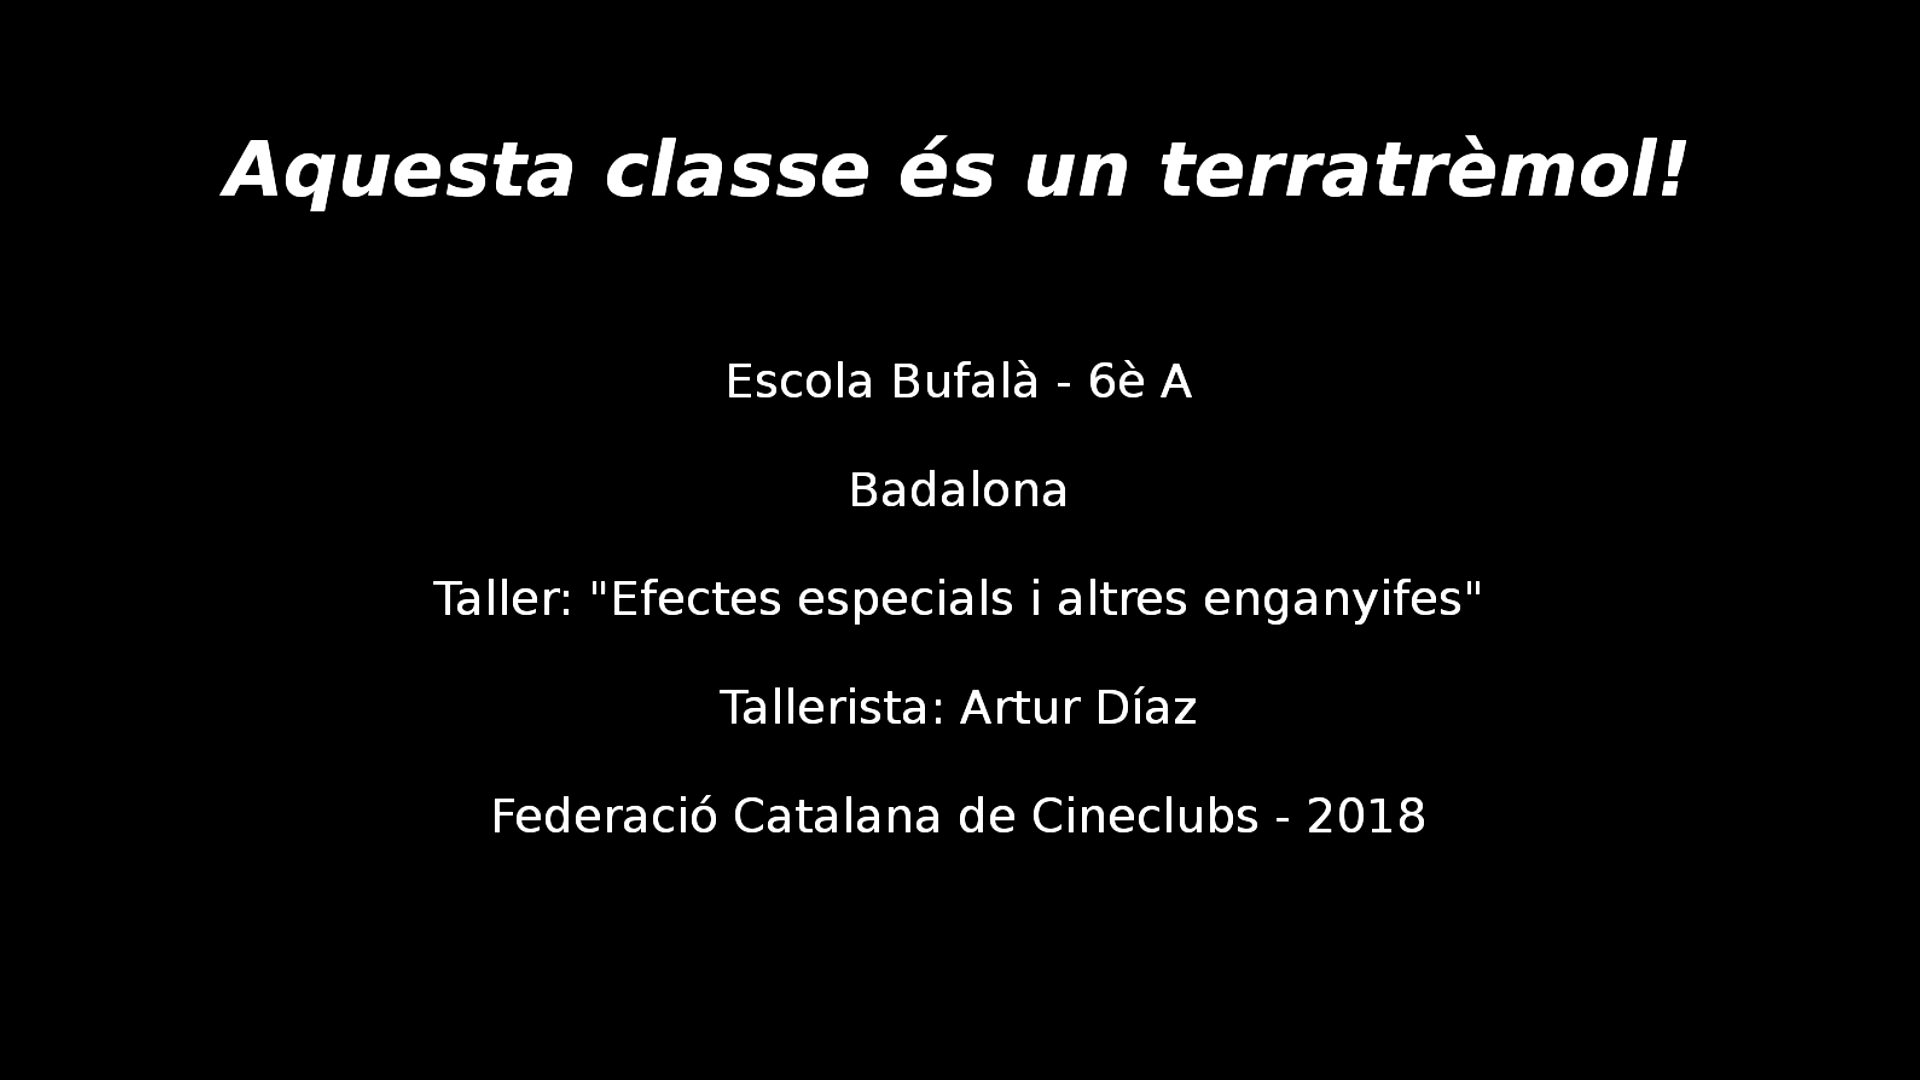 Aquesta classe és un terratrèmol!
Escola Bufalà - 6è A
Badalona
Taller: "Efectes especials i altres enganyifes"
Tallerista: Artur Díaz
Federació Catalana de Cineclubs - 2018